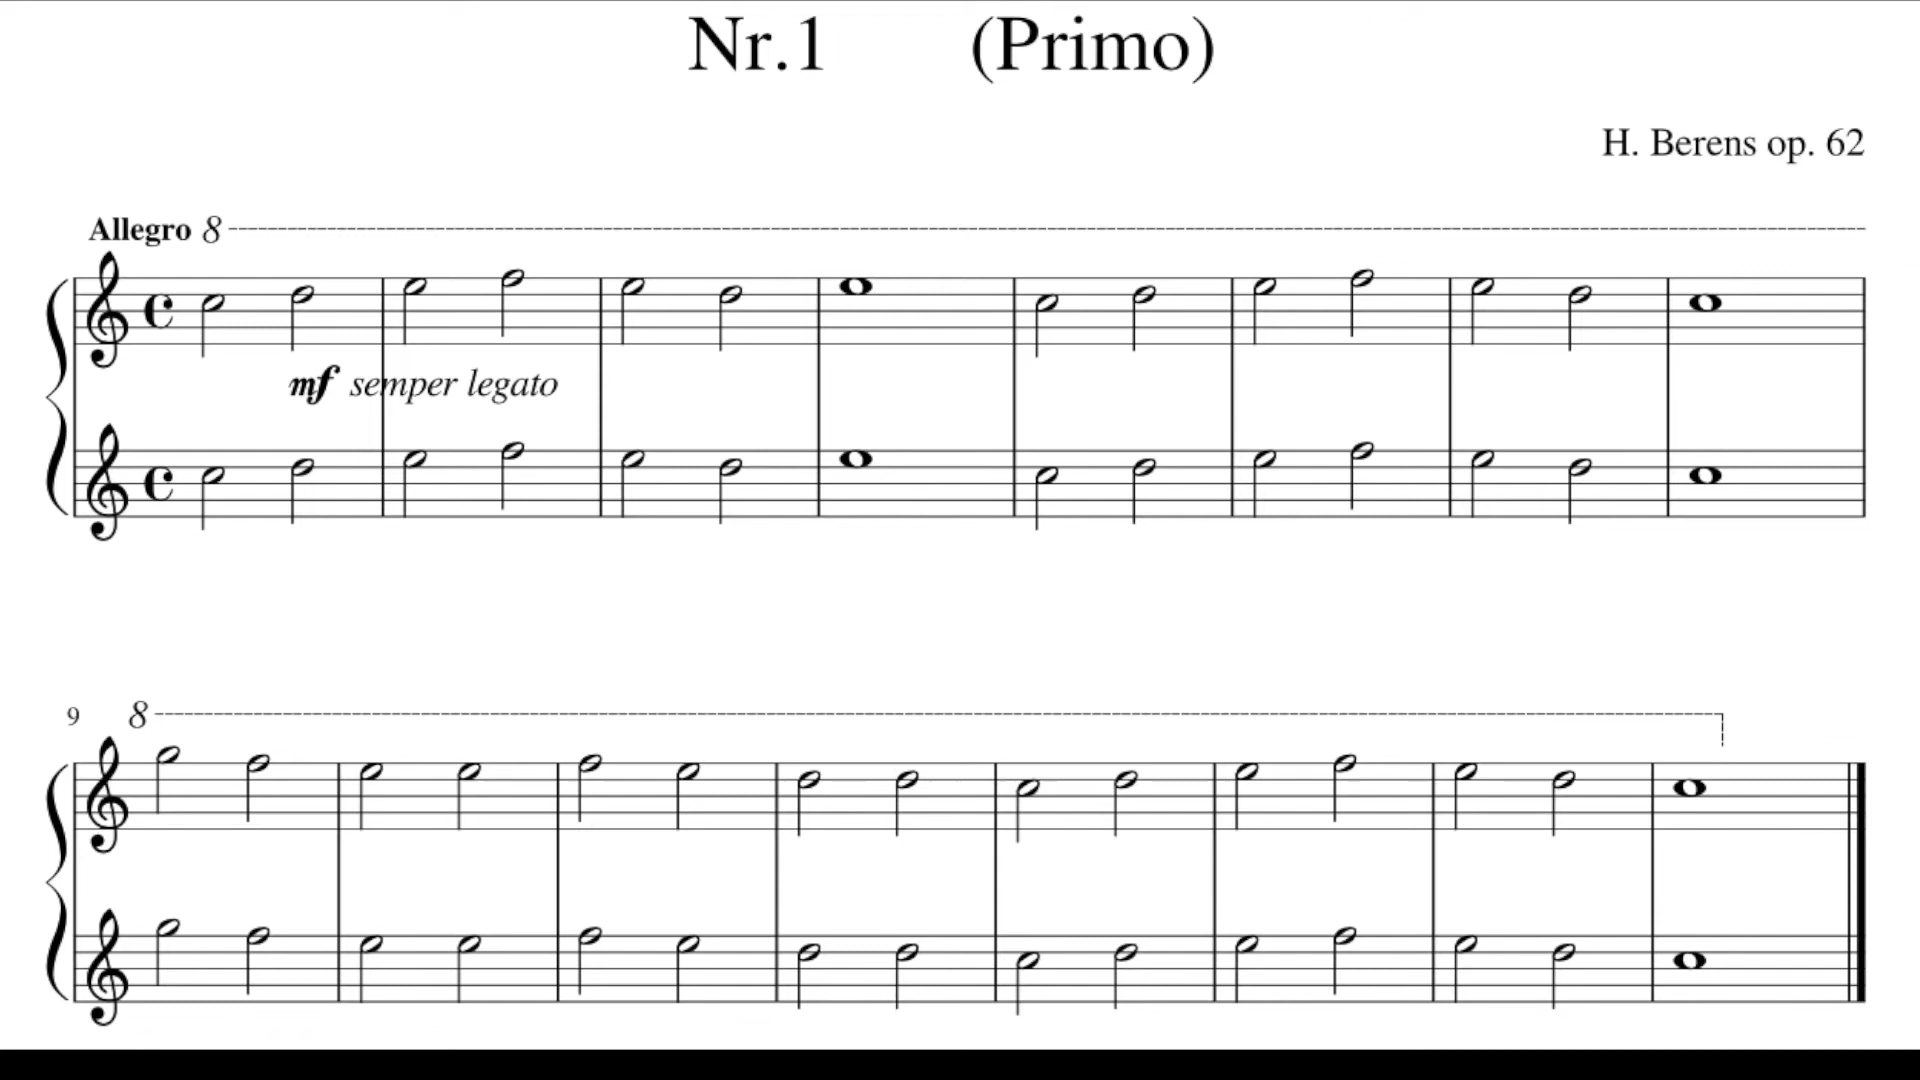 Nr.1 (Primo)
H. Berens op. 62
Allegro 8
mf semper legato
9 8